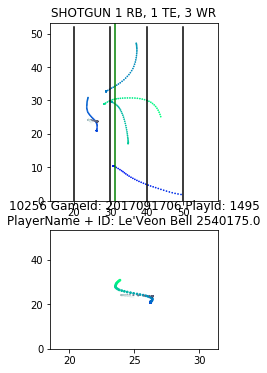 SHOTGUN 1 RB, 1 TE, 3 WR
50
40
30
20
10
0
20 30 40 50
10256 GameId: 2017091706 PlayId: 1495
PlayerName + ID: Le'Veon Bell 2540175.0
40
20
0
20 25 30